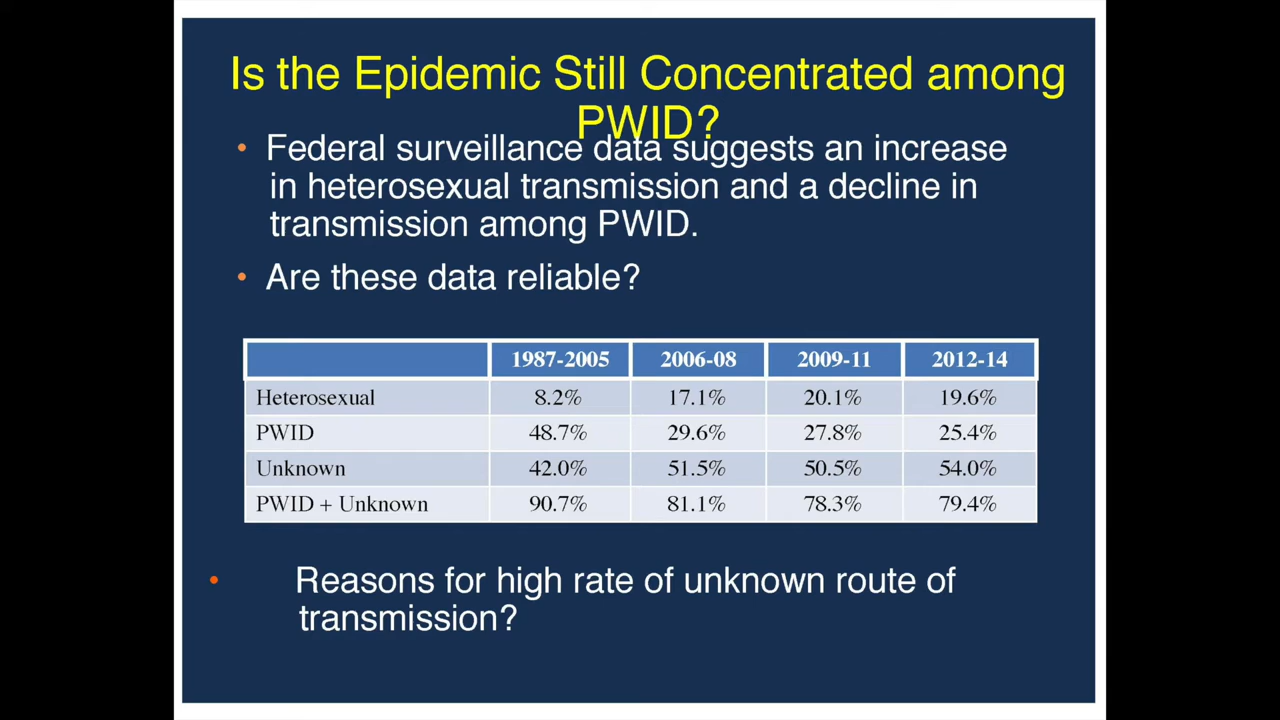 Is the Epidemic Still Concentrated among
PWID?
• Federal surveillance data suggests an increase
in heterosexual transmission and a decline in
transmission among PWID.
• Are these data reliable?
1987-2005 2006-08 2009-11 2012-14
Heterosexual 8.2% 17.1% 20.1% 19.6%
PWID 48.7% 29.6% 27.8% 25.4%
Unknown 42.0% 51.5% 50.5% 54.0%
PWID + Unknown 90.7% 81.1% 78.3% 79.4%
• Reasons for high rate of unknown route of
transmission?